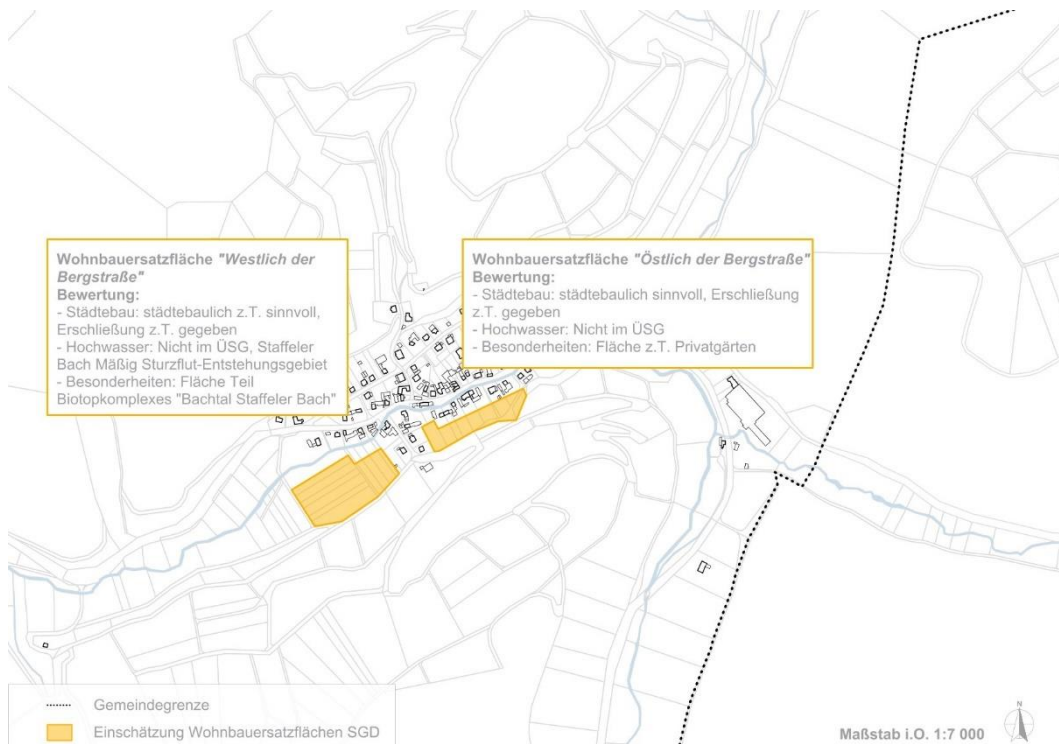 Wohnbauersatzfläche "Westlich der
Bergstraße"
Bewertung:
- Städtebau: städtebaulich z.T. sinnvoll,
Erschließung z.T. gegeben
- Hochwasser: Nicht im ÜSG, Staffeler
Bach Mäßig Sturzflut-Entstehungsgebiet
- Besonderheiten: Fläche Teil
Biotopkomplexes "Bachtal Staffeler Bach"
Wohnbauersatzfläche "Östlich der Bergstraße"
Bewertung:
- Städtebau: städtebaulich sinnvoll, Erschließung
z.T. gegeben
- Hochwasser: Nicht im ÜSG
- Besonderheiten: Fläche z.T. Privatgärten
Gemeindegrenze
Einschätzung Wohnbauersatzflächen SGD
Maßstab i.O. 1:7 000
N